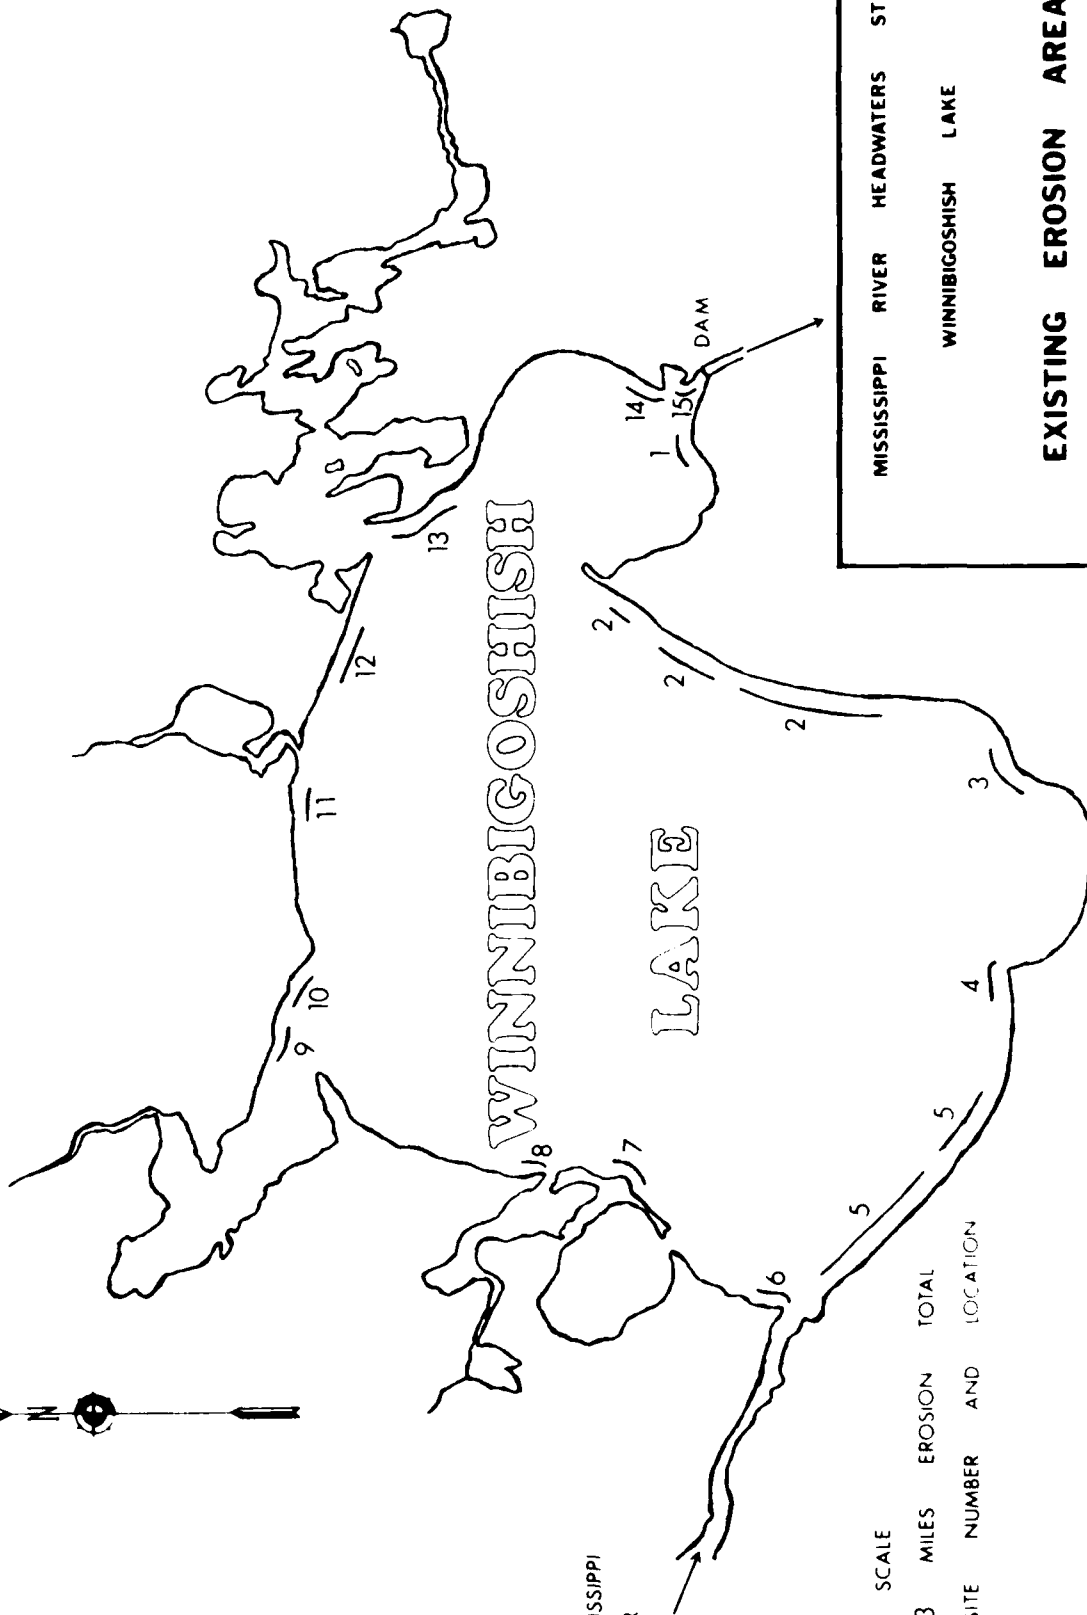 N
WINNIBIGOSHISH
LAKE
1
2
2
2
3
4
5
5
6
7
8
9
10
11
12
13
14
15
DAM
ISSIPPI
R
SCALE
3 MILES EROSION TOTAL
SITE NUMBER AND LOCATION
MISSISSIPPI RIVER HEADWATERS ST
WINNIBIGOSHISH LAKE
EXISTING EROSION AREA